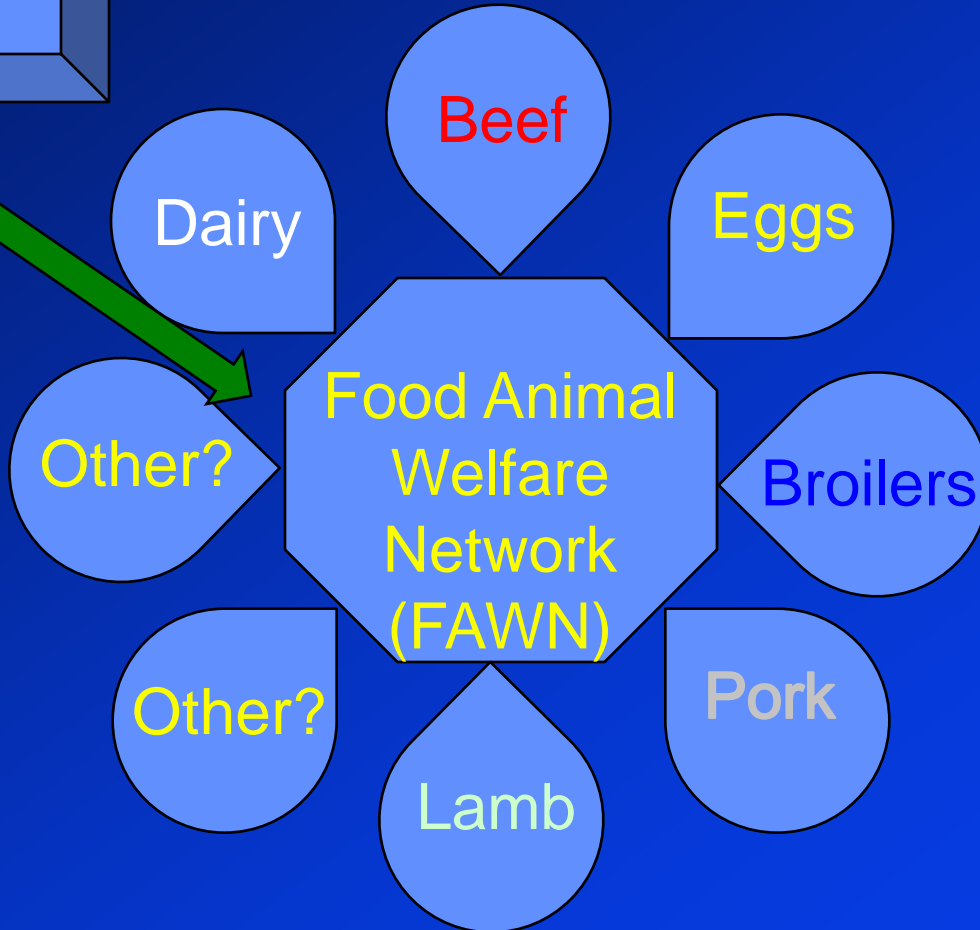 Beef
Dairy
Eggs
Food Animal
Welfare
Network
(FAWN)
Other?
Broilers
Other?
Pork
Lamb